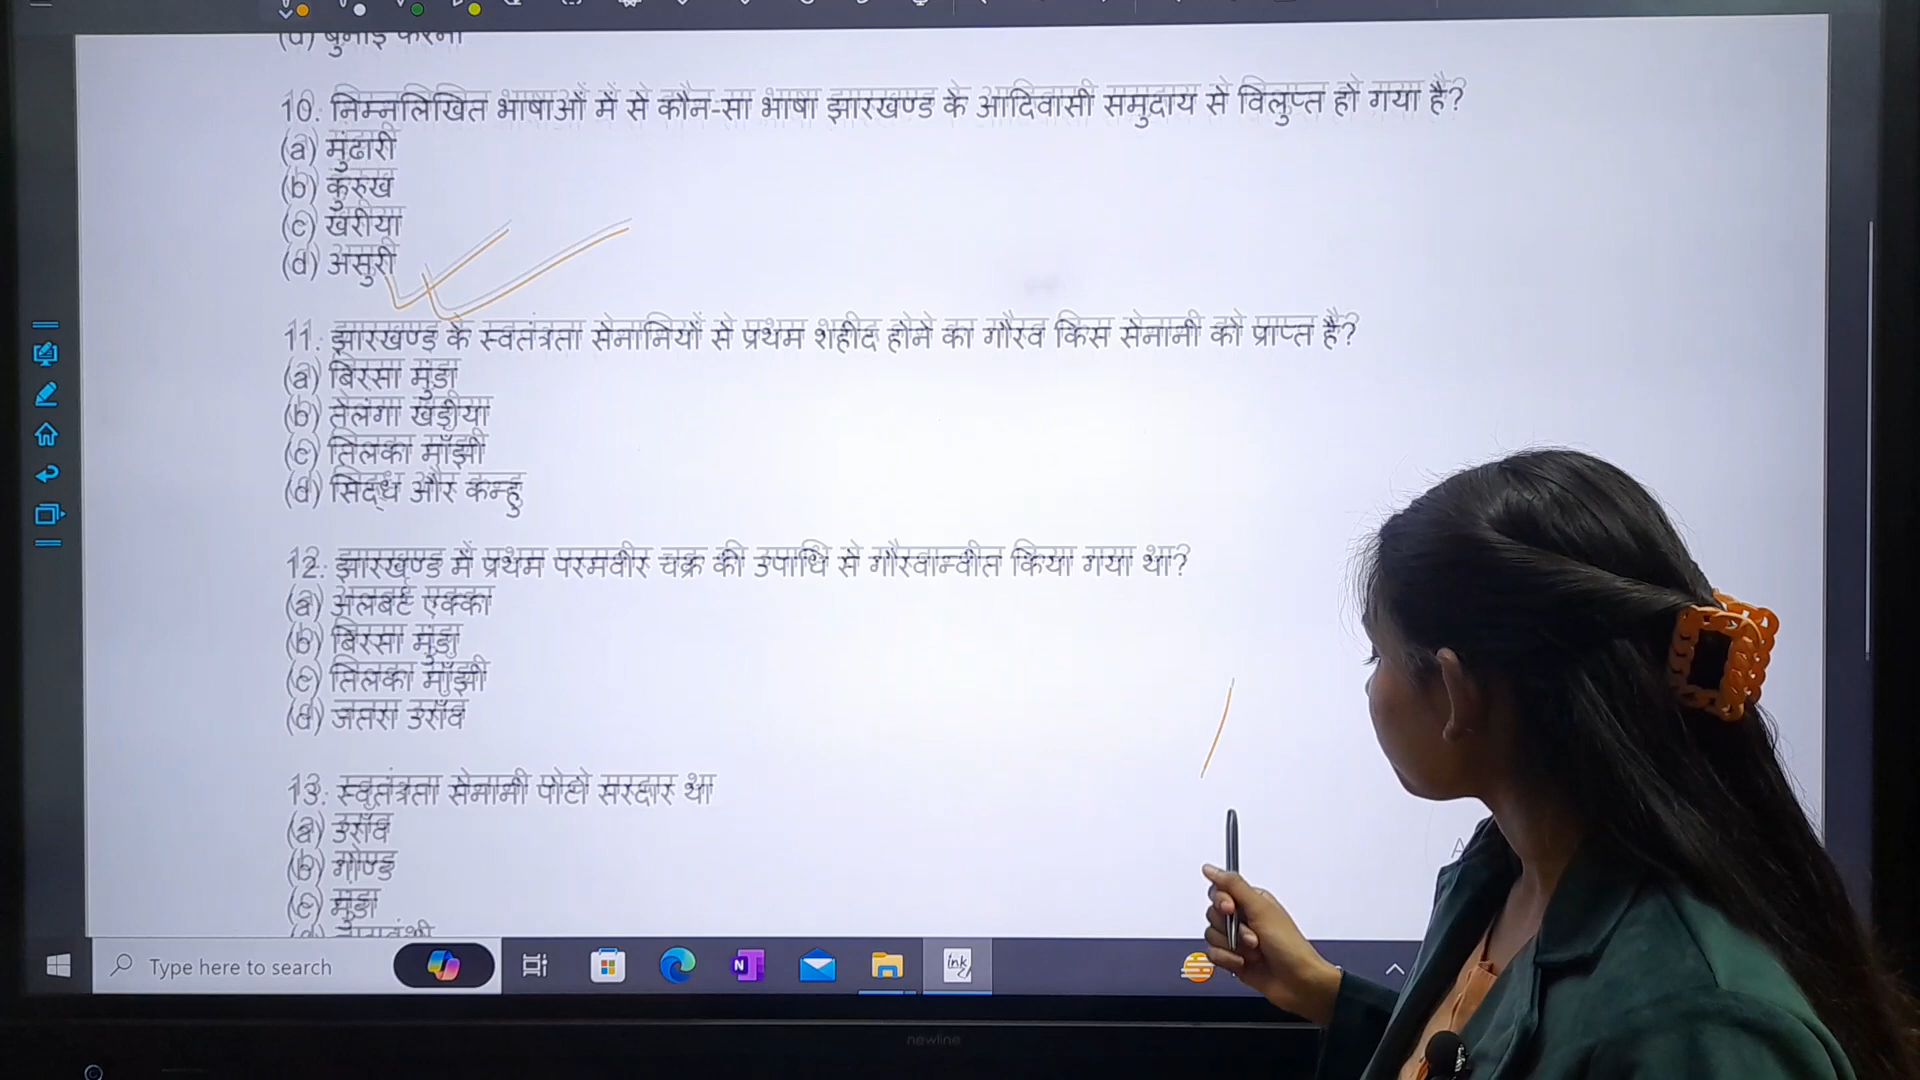 (d) बुनाई करना
10. निम्नलिखित भाषाओं में से कौन-सा भाषा झारखण्ड के आदिवासी समुदाय से विलुप्त हो गया है?
(a) मुंढारी
(b) कुंरुख
(c) खरीया
(d) असुरी
11. झारखण्ड के स्वतंत्रता सेनानियों से प्रथम शहीद होने का गौरव किस सेनानी को प्राप्त है?
(a) बिरसा मुंडा
(b) तेलंगा खड़ीया
(c) तिलका माँझी
(d) सिद्ध और कन्हु
12. झारखण्ड में प्रथम परमवीर चक्र की उपाधि से गौरवान्वीत किया गया था?
(a) अलबर्ट एक्का
(b) बिरसा मुंडा
(c) तिलका माँझी
(d) जतरा उराँव
13. स्वतंत्रता सेनानी पोटो सरदार था
(a) उराँव
(b) गोण्ड
(c) मुंडा
Type here to search
newline